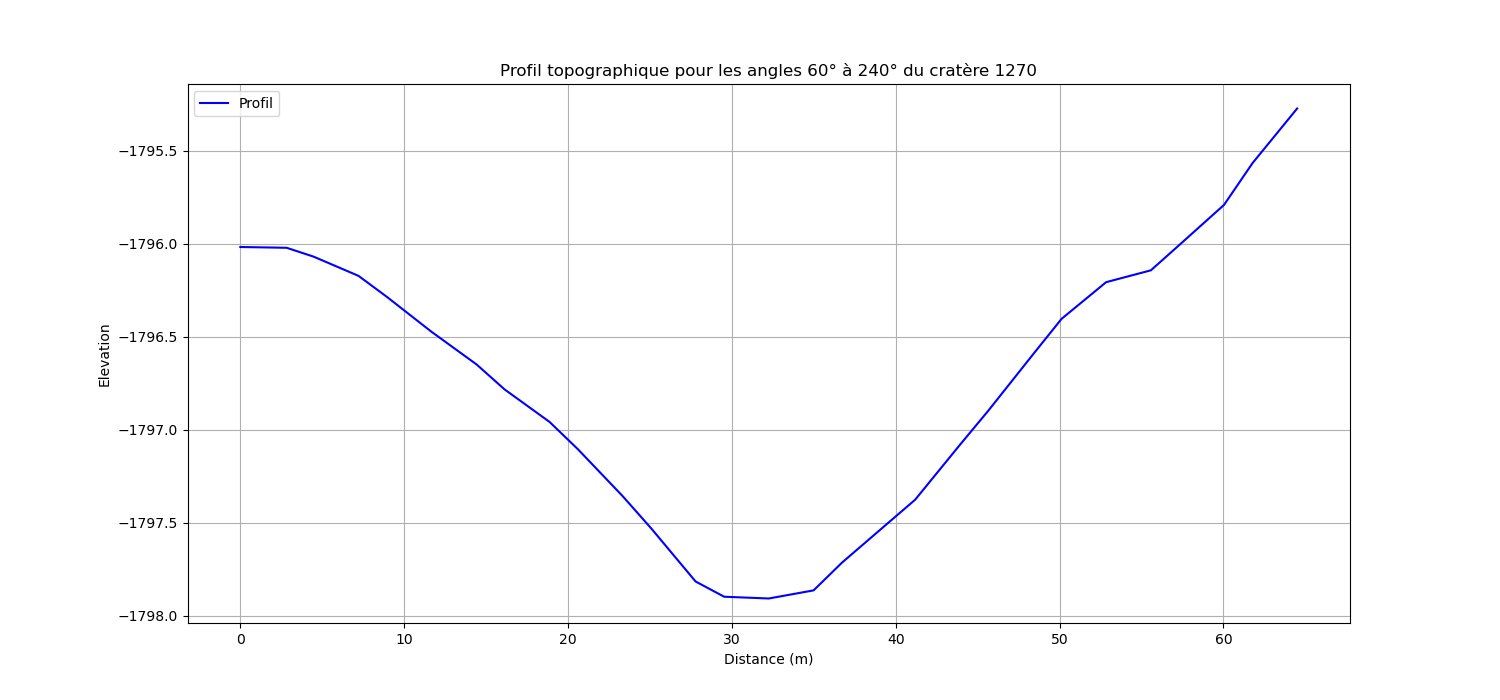 Profil topographique pour les angles 60° à 240° du cratère 1270
Profil
−1795.5
−1796.0
−1796.5
−1797.0
−1797.5
−1798.0
Elevation
0 10 20 30 40 50 60
Distance (m)